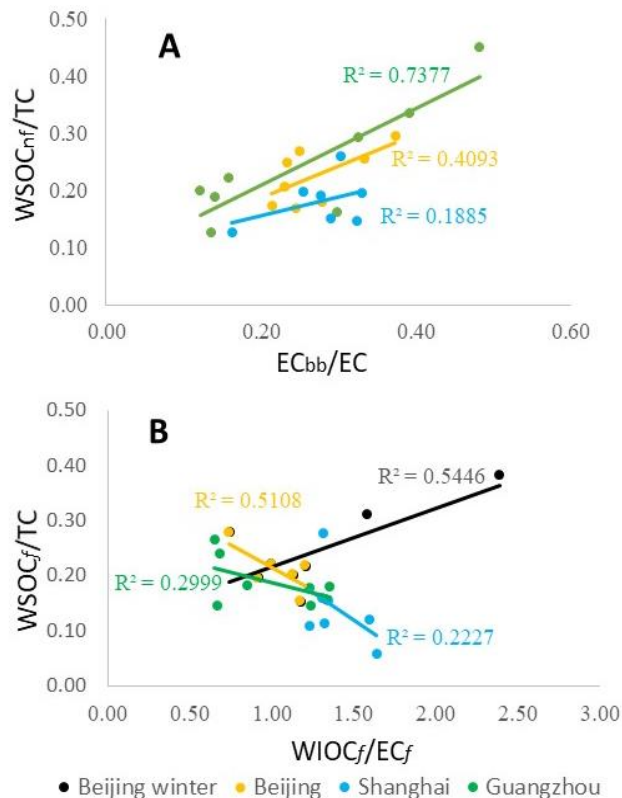 0.50
A
R² = 0.7377
0.40
WSOCnf/TC
0.30
R² = 0.4093
0.20
R² = 0.1885
0.10
0.00
0.00 0.20 0.40 0.60
ECbb/EC
0.50
B
R² = 0.5446
0.40
R² = 0.5108
WSOCf/TC
0.30
0.20
R² = 0.2999
R² = 0.2227
0.10
0.00
0.00 0.50 1.00 1.50 2.00 2.50 3.00
WIOCf/ECf
Beijing winter Beijing Shanghai Guangzhou